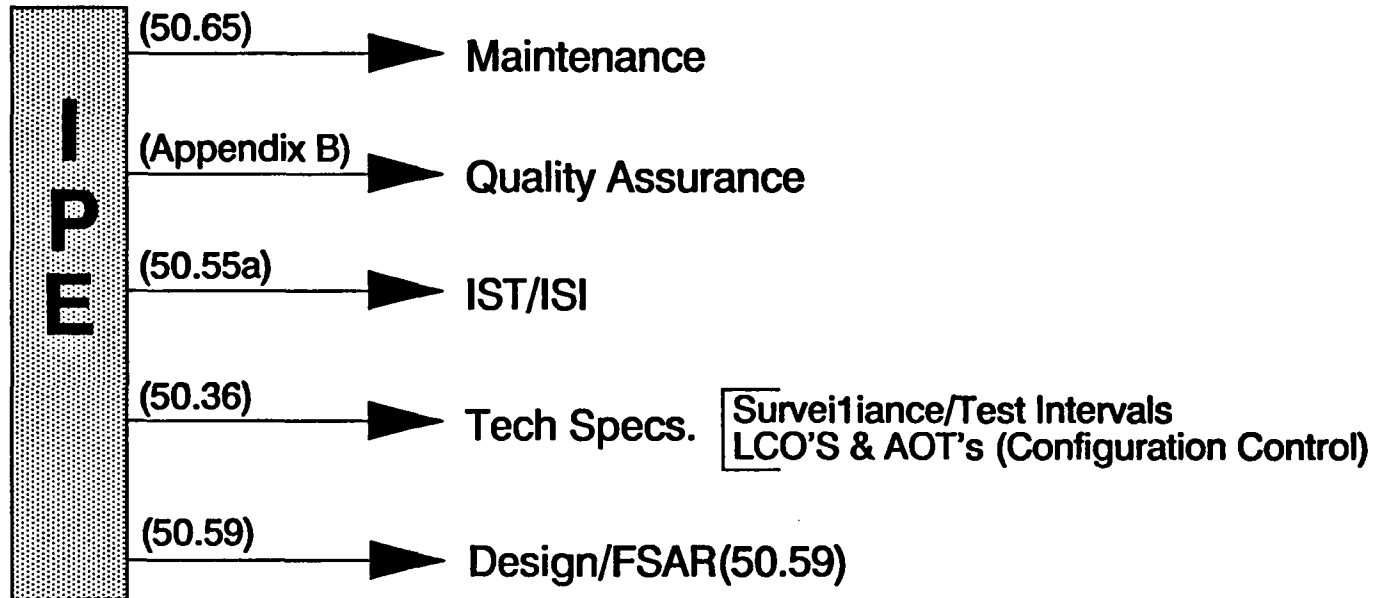 IPE
(50.65)
Maintenance
(Appendix B)
Quality Assurance
(50.55a)
IST/ISI
(50.36)
Tech Specs.
Survei1iance/Test Intervals
LCO'S & AOT's (Configuration Control)
(50.59)
Design/FSAR(50.59)